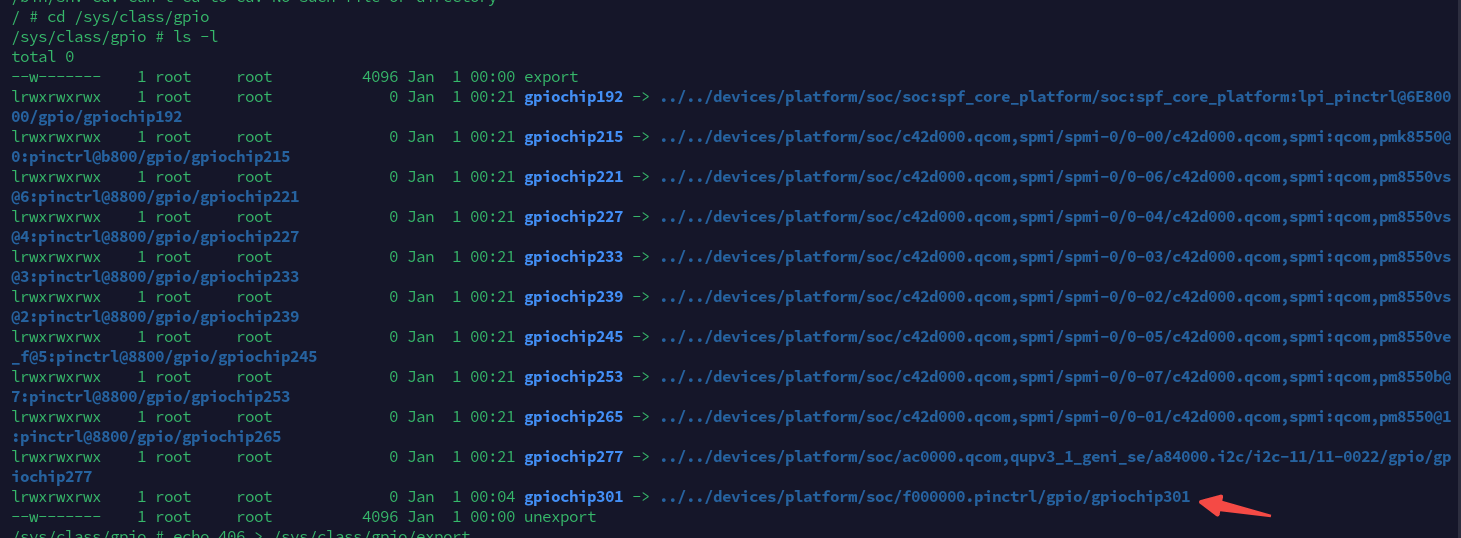 / # cd /sys/class/gpio
/sys/class/gpio # ls -l
total 0
--w-------    1 root     root          4096 Jan  1 00:00 export
lrwxrwxrwx    1 root     root             0 Jan  1 00:21 gpiochip192 -> ../../devices/platform/soc/soc:spf_core_platform/soc:spf_core_platform:lpi_pinctrl@6E800
00/gpio/gpiochip192
lrwxrwxrwx    1 root     root             0 Jan  1 00:21 gpiochip215 -> ../../devices/platform/soc/c42d000.qcom,spmi/spmi-0/0-00/c42d000.qcom,spmi:qcom,pmk8550@
0:pinctrl@b800/gpio/gpiochip215
lrwxrwxrwx    1 root     root             0 Jan  1 00:21 gpiochip221 -> ../../devices/platform/soc/c42d000.qcom,spmi/spmi-0/0-06/c42d000.qcom,spmi:qcom,pm8550vs
@6:pinctrl@8800/gpio/gpiochip221
lrwxrwxrwx    1 root     root             0 Jan  1 00:21 gpiochip227 -> ../../devices/platform/soc/c42d000.qcom,spmi/spmi-0/0-04/c42d000.qcom,spmi:qcom,pm8550vs
@4:pinctrl@8800/gpio/gpiochip227
lrwxrwxrwx    1 root     root             0 Jan  1 00:21 gpiochip233 -> ../../devices/platform/soc/c42d000.qcom,spmi/spmi-0/0-03/c42d000.qcom,spmi:qcom,pm8550vs
@3:pinctrl@8800/gpio/gpiochip233
lrwxrwxrwx    1 root     root             0 Jan  1 00:21 gpiochip239 -> ../../devices/platform/soc/c42d000.qcom,spmi/spmi-0/0-02/c42d000.qcom,spmi:qcom,pm8550vs
@2:pinctrl@8800/gpio/gpiochip239
lrwxrwxrwx    1 root     root             0 Jan  1 00:21 gpiochip245 -> ../../devices/platform/soc/c42d000.qcom,spmi/spmi-0/0-05/c42d000.qcom,spmi:qcom,pm8550ve
_f@5:pinctrl@8800/gpio/gpiochip245
lrwxrwxrwx    1 root     root             0 Jan  1 00:21 gpiochip253 -> ../../devices/platform/soc/c42d000.qcom,spmi/spmi-0/0-07/c42d000.qcom,spmi:qcom,pm8550b@
7:pinctrl@8800/gpio/gpiochip253
lrwxrwxrwx    1 root     root             0 Jan  1 00:21 gpiochip265 -> ../../devices/platform/soc/c42d000.qcom,spmi/spmi-0/0-01/c42d000.qcom,spmi:qcom,pm8550@1
:pinctrl@8800/gpio/gpiochip265
lrwxrwxrwx    1 root     root             0 Jan  1 00:21 gpiochip277 -> ../../devices/platform/soc/ac0000.qcom,qupv3_1_geni_se/a84000.i2c/i2c-11/11-0022/gpio/gp
iochip277
lrwxrwxrwx    1 root     root             0 Jan  1 00:04 gpiochip301 -> ../../devices/platform/soc/f000000.pinctrl/gpio/gpiochip301
--w-------    1 root     root          4096 Jan  1 00:00 unexport
/sys/class/gpio # echo 406 > /sys/class/gpio/export